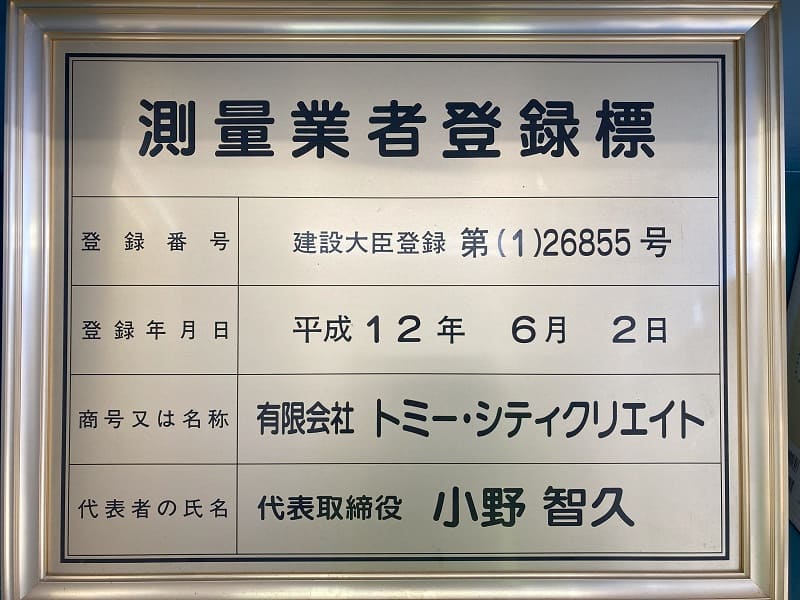 測量業者登録標
登録番号 建設大臣登録 第(1)26855号
登録年月日 平成12年 6月 2日
商号又は名称 有限会社 トミー・シティクリエイト
代表者の氏名 代表取締役 小野 智久